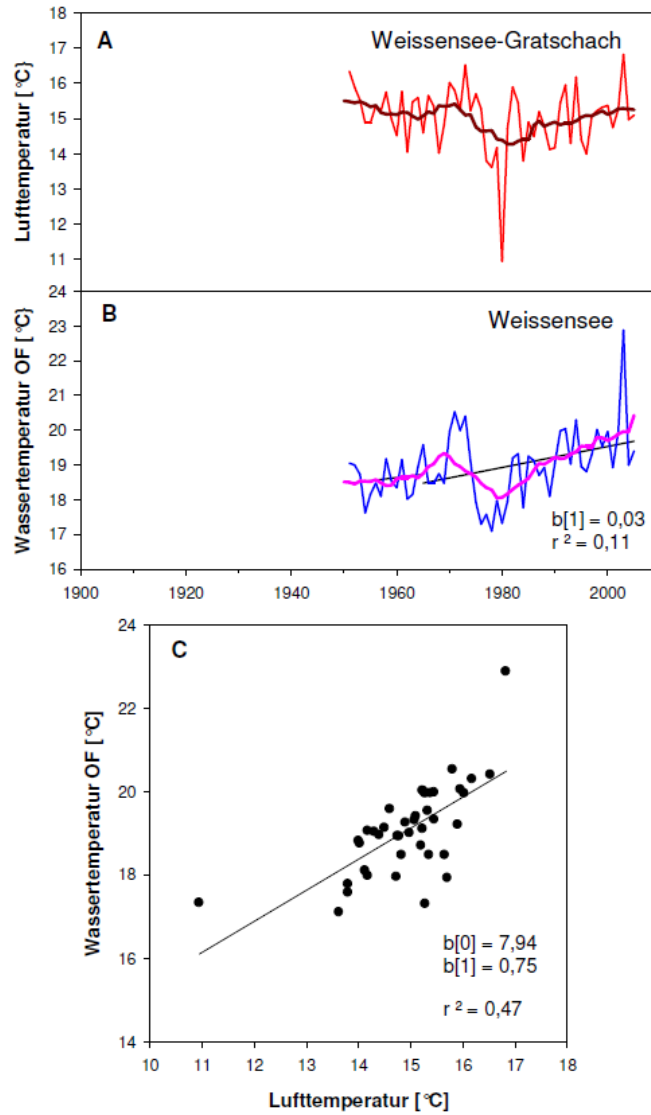 A
Weissensee-Gratschach
Lufttemperatur [°C}
18
17
16
15
14
13
12
11
24
B
Weissensee
Wassertemperatur OF [°C}
23
22
21
20
19
18
17
16
b[1] = 0,03
r ² = 0,11
1900 1920 1940 1960 1980 2000
C
Wassertemperatur OF [°C]
24
22
20
18
16
14
b[0] = 7,94
b[1] = 0,75
r ² = 0,47
10 11 12 13 14 15 16 17 18
Lufttemperatur [°C]